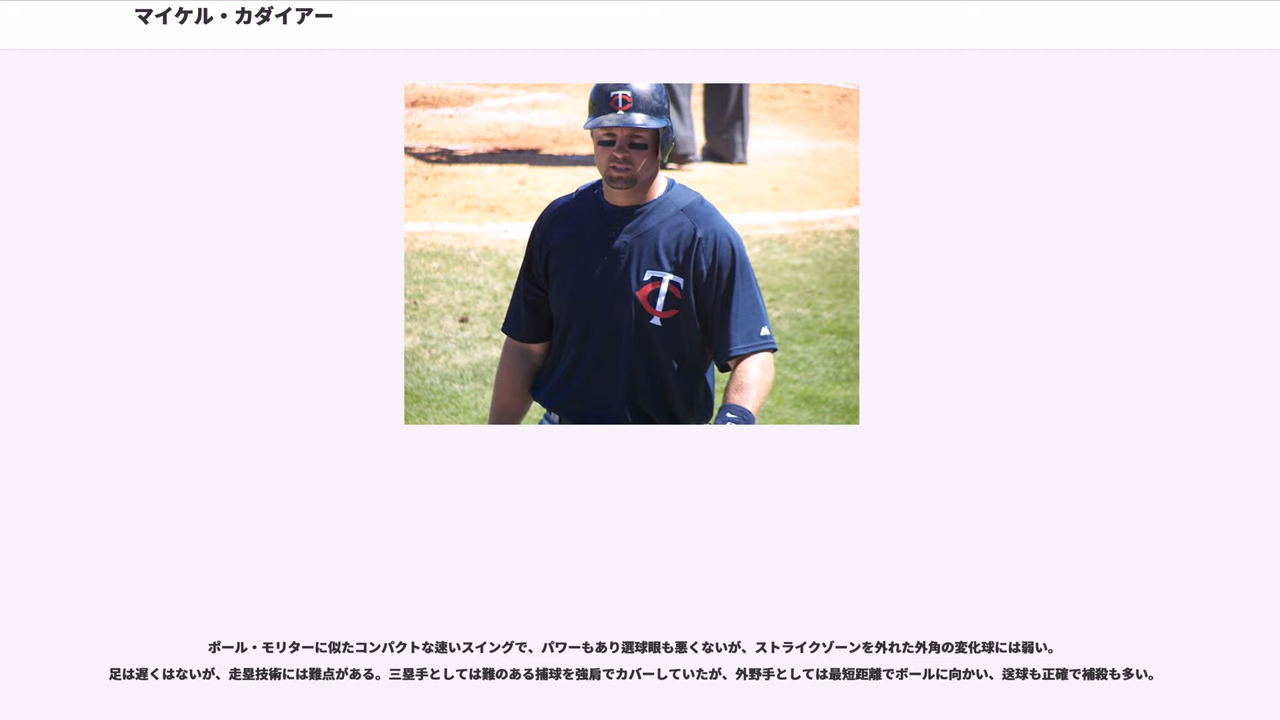 マイケル・カダイアー
TC
TC
ポール・モリターに似たコンパクトな速いスイングで、パワーもあり選球眼も悪くないが、ストライクゾーンを外れた外角の変化球には弱い。
足は遅くはないが、走塁技術には難点がある。三塁手としては難のある捕球を強肩でカバーしていたが、外野手としては最短距離でボールに向かい、送球も正確で補殺も多い。